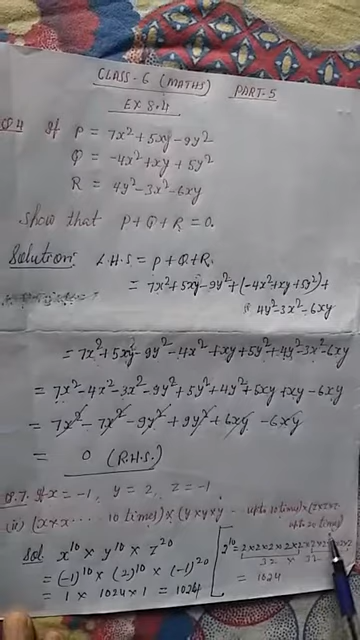 CLASS-6 (MATHS) PART-5
EX 8.4
Q.4 If P = 7x² + 5xy - 9y²
Q = -4x² + xy + 5y²
R = 4y² - 3x² - 6xy
show that P + Q + R = 0.
Solution: L.H.S = P + Q + R.
= 7x² + 5xy - 9y² + (-4x² + xy + 5y²) +
4y² - 3x² - 6xy
= 7x² + 5xy - 9y² - 4x² + xy + 5y² + 4y² - 3x² - 6xy
= 7x² - 4x² - 3x² - 9y² + 5y² + 4y² + 5xy + xy - 6xy
= 7x² - 7x² - 9y² + 9y² + 6xy - 6xy
= 0 (R.H.S.)
Q.7. If x = -1, y = 2, z = -1
(x × x ..... 10 times) × (y × y × y - upto 10 times) × (z × z × z-
upto 20 times)
Sol x¹⁰ × y¹⁰ × z²⁰
= (-1)¹⁰ × (2)¹⁰ × (-1)²⁰
= 1 × 1024 × 1 = 1024
2¹⁰ = 2×2×2×2×2×2×2×2×2×2
32 × 32
= 1024